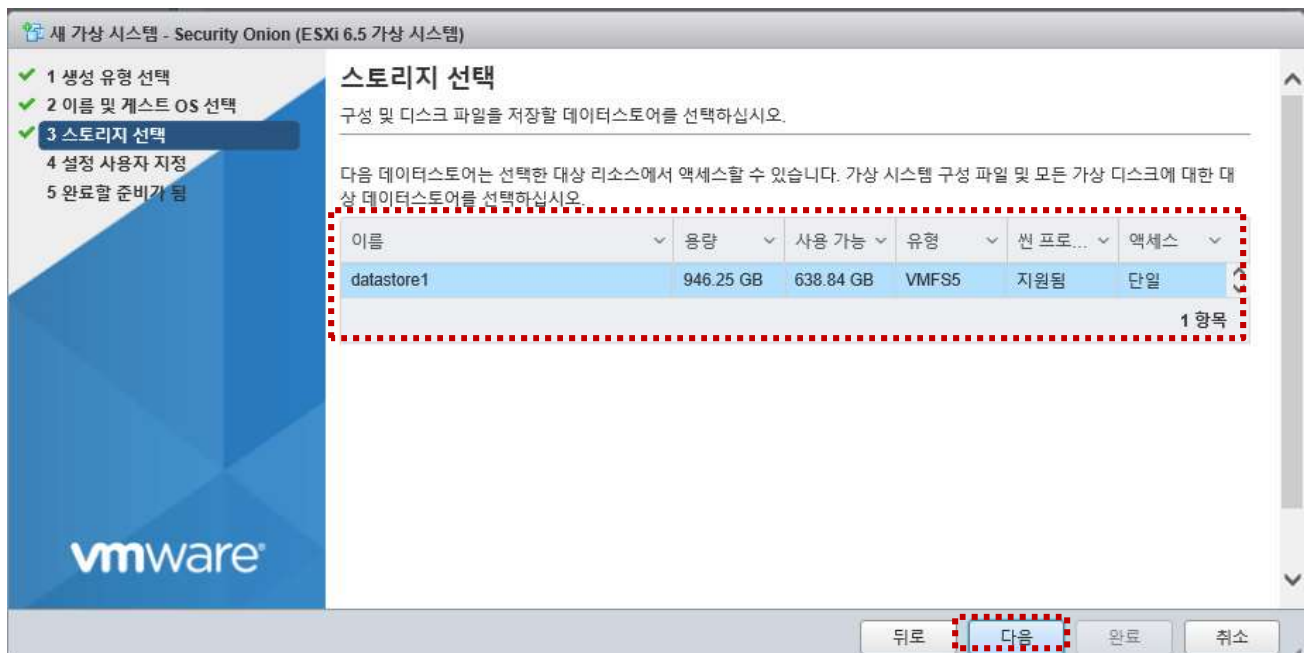 새 가상 시스템 - Security Onion (ESXi 6.5 가상 시스템)
1 생성 유형 선택
2 이름 및 게스트 OS 선택
3 스토리지 선택
4 설정 사용자 지정
5 완료할 준비가 됨
스토리지 선택
구성 및 디스크 파일을 저장할 데이터스토어를 선택하십시오.
다음 데이터스토어는 선택한 대상 리소스에서 액세스할 수 있습니다. 가상 시스템 구성 파일 및 모든 가상 디스크에 대한 대
상 데이터스토어를 선택하십시오.
이름 용량 사용 가능 유형 씬 프로... 액세스
datastore1 946.25 GB 638.84 GB VMFS5 지원됨 단일
1 항목
vmware
뒤로 다음 완료 취소